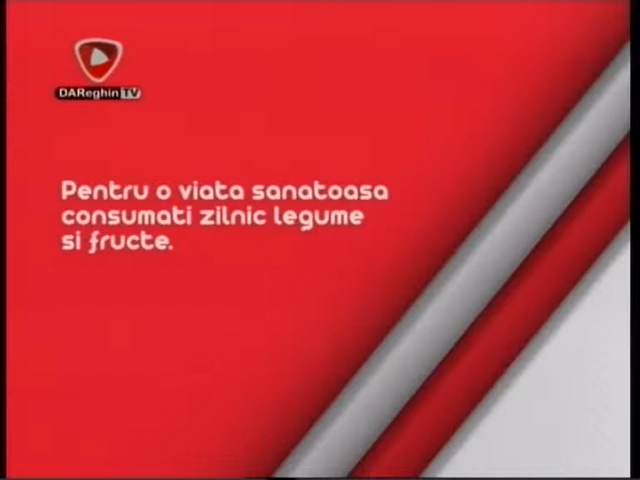 DAReghin TV
Pentru o viata sanatoasa
consumati zilnic legume
si fructe.